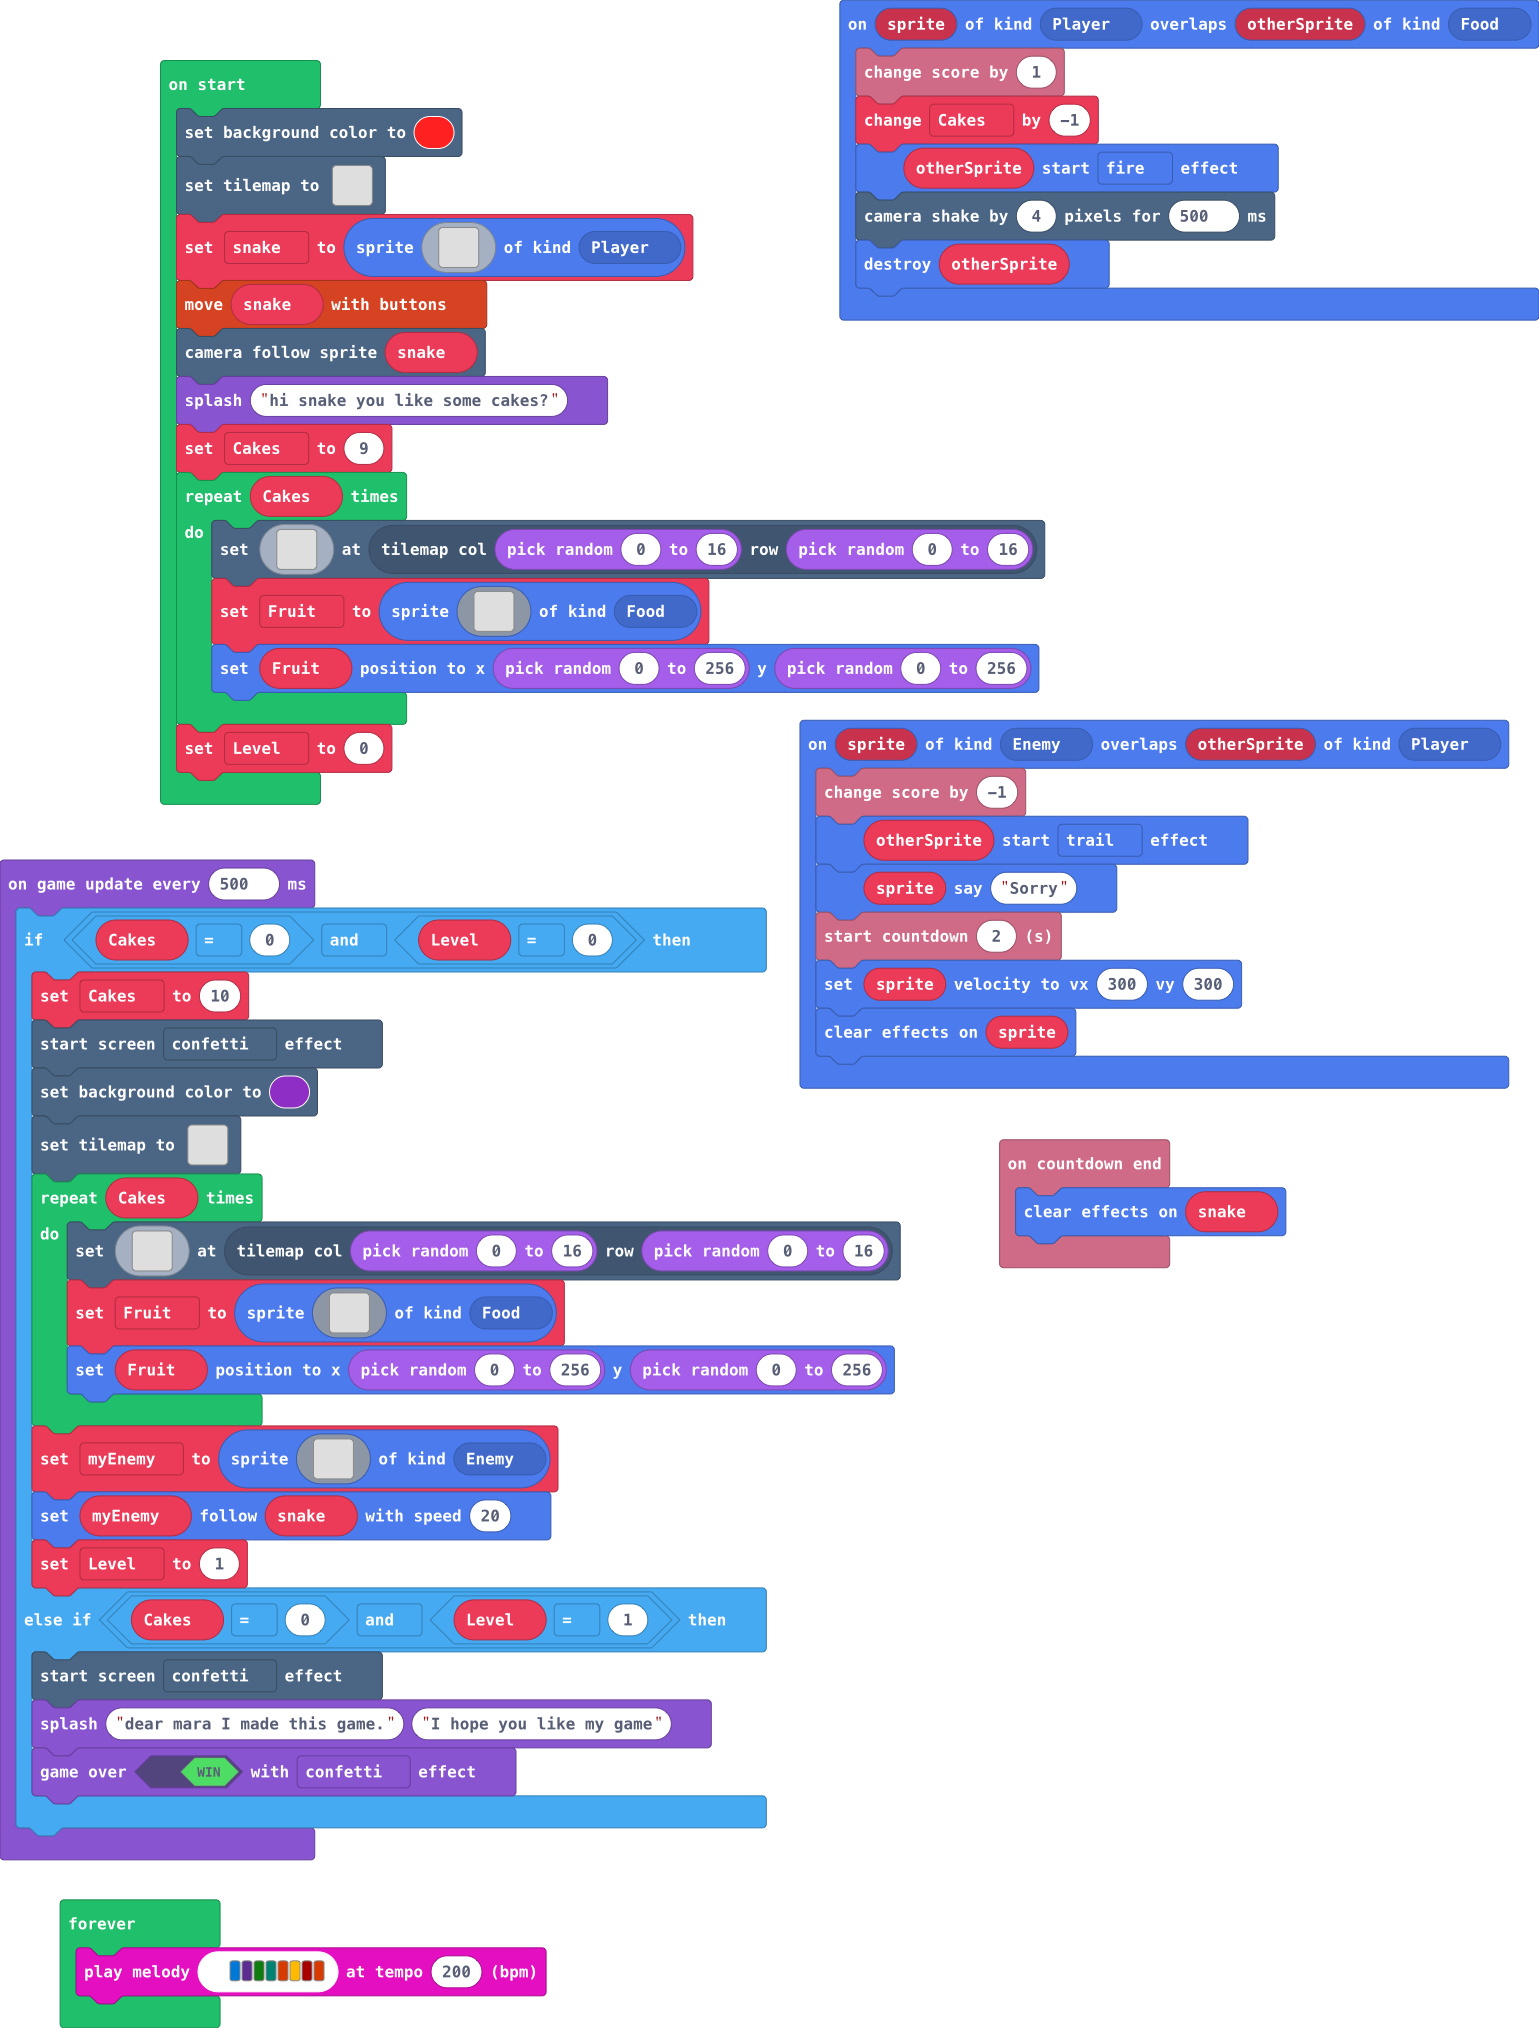 on start
set background color to
set tilemap to
set snake to sprite of kind Player
move snake with buttons
camera follow sprite snake
splash "hi snake you like some cakes?"
set Cakes to 9
repeat Cakes times
do
set at tilemap col pick random 0 to 16 row pick random 0 to 16
set Fruit to sprite of kind Food
set Fruit position to x pick random 0 to 256 y pick random 0 to 256
set Level to 0
on sprite of kind Player overlaps otherSprite of kind Food
change score by 1
change Cakes by −1
otherSprite start fire effect
camera shake by 4 pixels for 500 ms
destroy otherSprite
on sprite of kind Enemy overlaps otherSprite of kind Player
change score by −1
otherSprite start trail effect
sprite say "Sorry"
start countdown 2 (s)
set sprite velocity to vx 300 vy 300
clear effects on sprite
on game update every 500 ms
if Cakes = 0 and Level = 0 then
set Cakes to 10
start screen confetti effect
set background color to
set tilemap to
repeat Cakes times
do
set at tilemap col pick random 0 to 16 row pick random 0 to 16
set Fruit to sprite of kind Food
set Fruit position to x pick random 0 to 256 y pick random 0 to 256
set myEnemy to sprite of kind Enemy
set myEnemy follow snake with speed 20
set Level to 1
else if Cakes = 0 and Level = 1 then
start screen confetti effect
splash "dear mara I made this game." "I hope you like my game"
game over WIN with confetti effect
on countdown end
clear effects on snake
forever
play melody at tempo 200 (bpm)